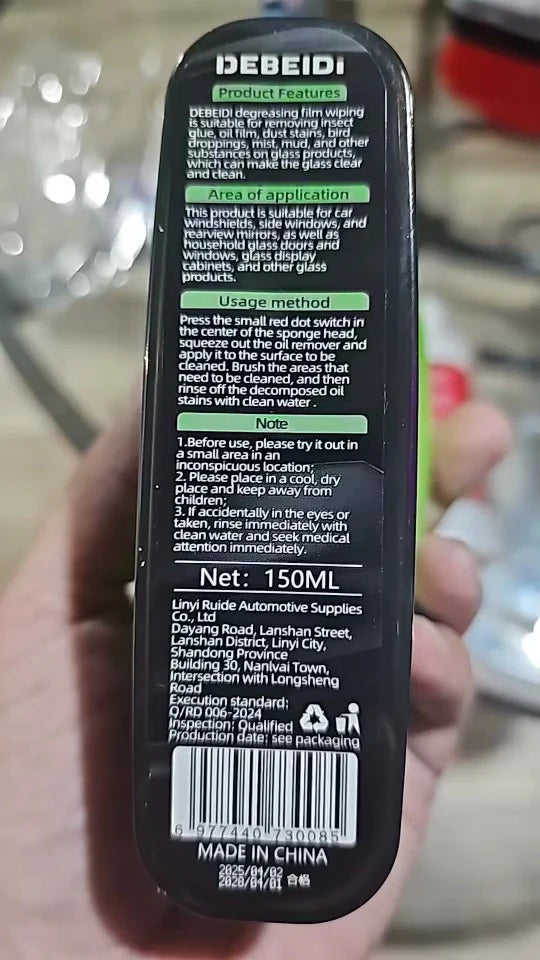 DEBEIDI
Product Features
DEBEIDI degreasing film wiping
is suitable for removing insect
glue, oil film, dust stains, bird
droppings, mist, mud, and other
substances on glass products,
which can make the glass clear
and clean.
Area of application
This product is suitable for car
windshields, side windows, and
rearview mirrors, as well as
household glass doors and
windows, glass display
cabinets, and other glass
products.
Usage method
Press the small red dot switch in
the center of the sponge head,
squeeze out the oil remover and
apply it to the surface to be
cleaned. Brush the areas that
need to be cleaned, and then
rinse off the decomposed oil
stains with clean water .
Note
1.Before use, please try it out in
a small area in an
inconspicuous location;
2. Please place in a cool, dry
place and keep away from
children;
3. If accidentally in the eyes or
taken, rinse immediately with
clean water and seek medical
attention immediately.
Net: 150ML
Linyi Ruide Automotive Supplies
Co., Ltd
Dayang Road, Lanshan Street,
Lanshan District, Linyi City,
Shandong Province
Building 30, Nanlvai Town,
Intersection with Longsheng
Road
Execution standard:
Q/RD 006-2024
Inspection: Qualified
Production date: see packaging
6 977440 730085
MADE IN CHINA
2025/04/02
2028/04/01 合格